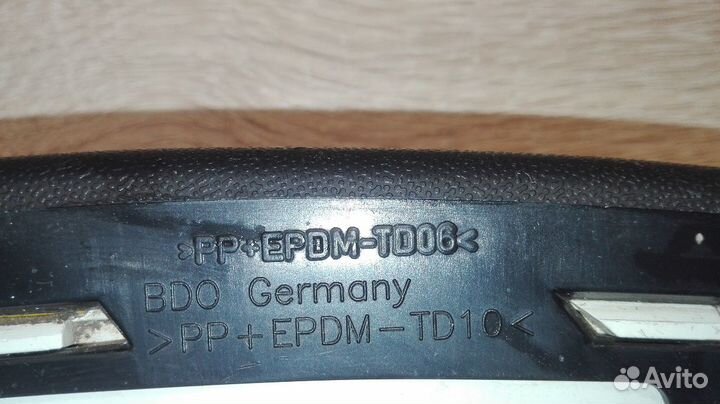 >PP+EPDM-TD06<
BDO Germany
>PP+EPDM-TD10<
Avito